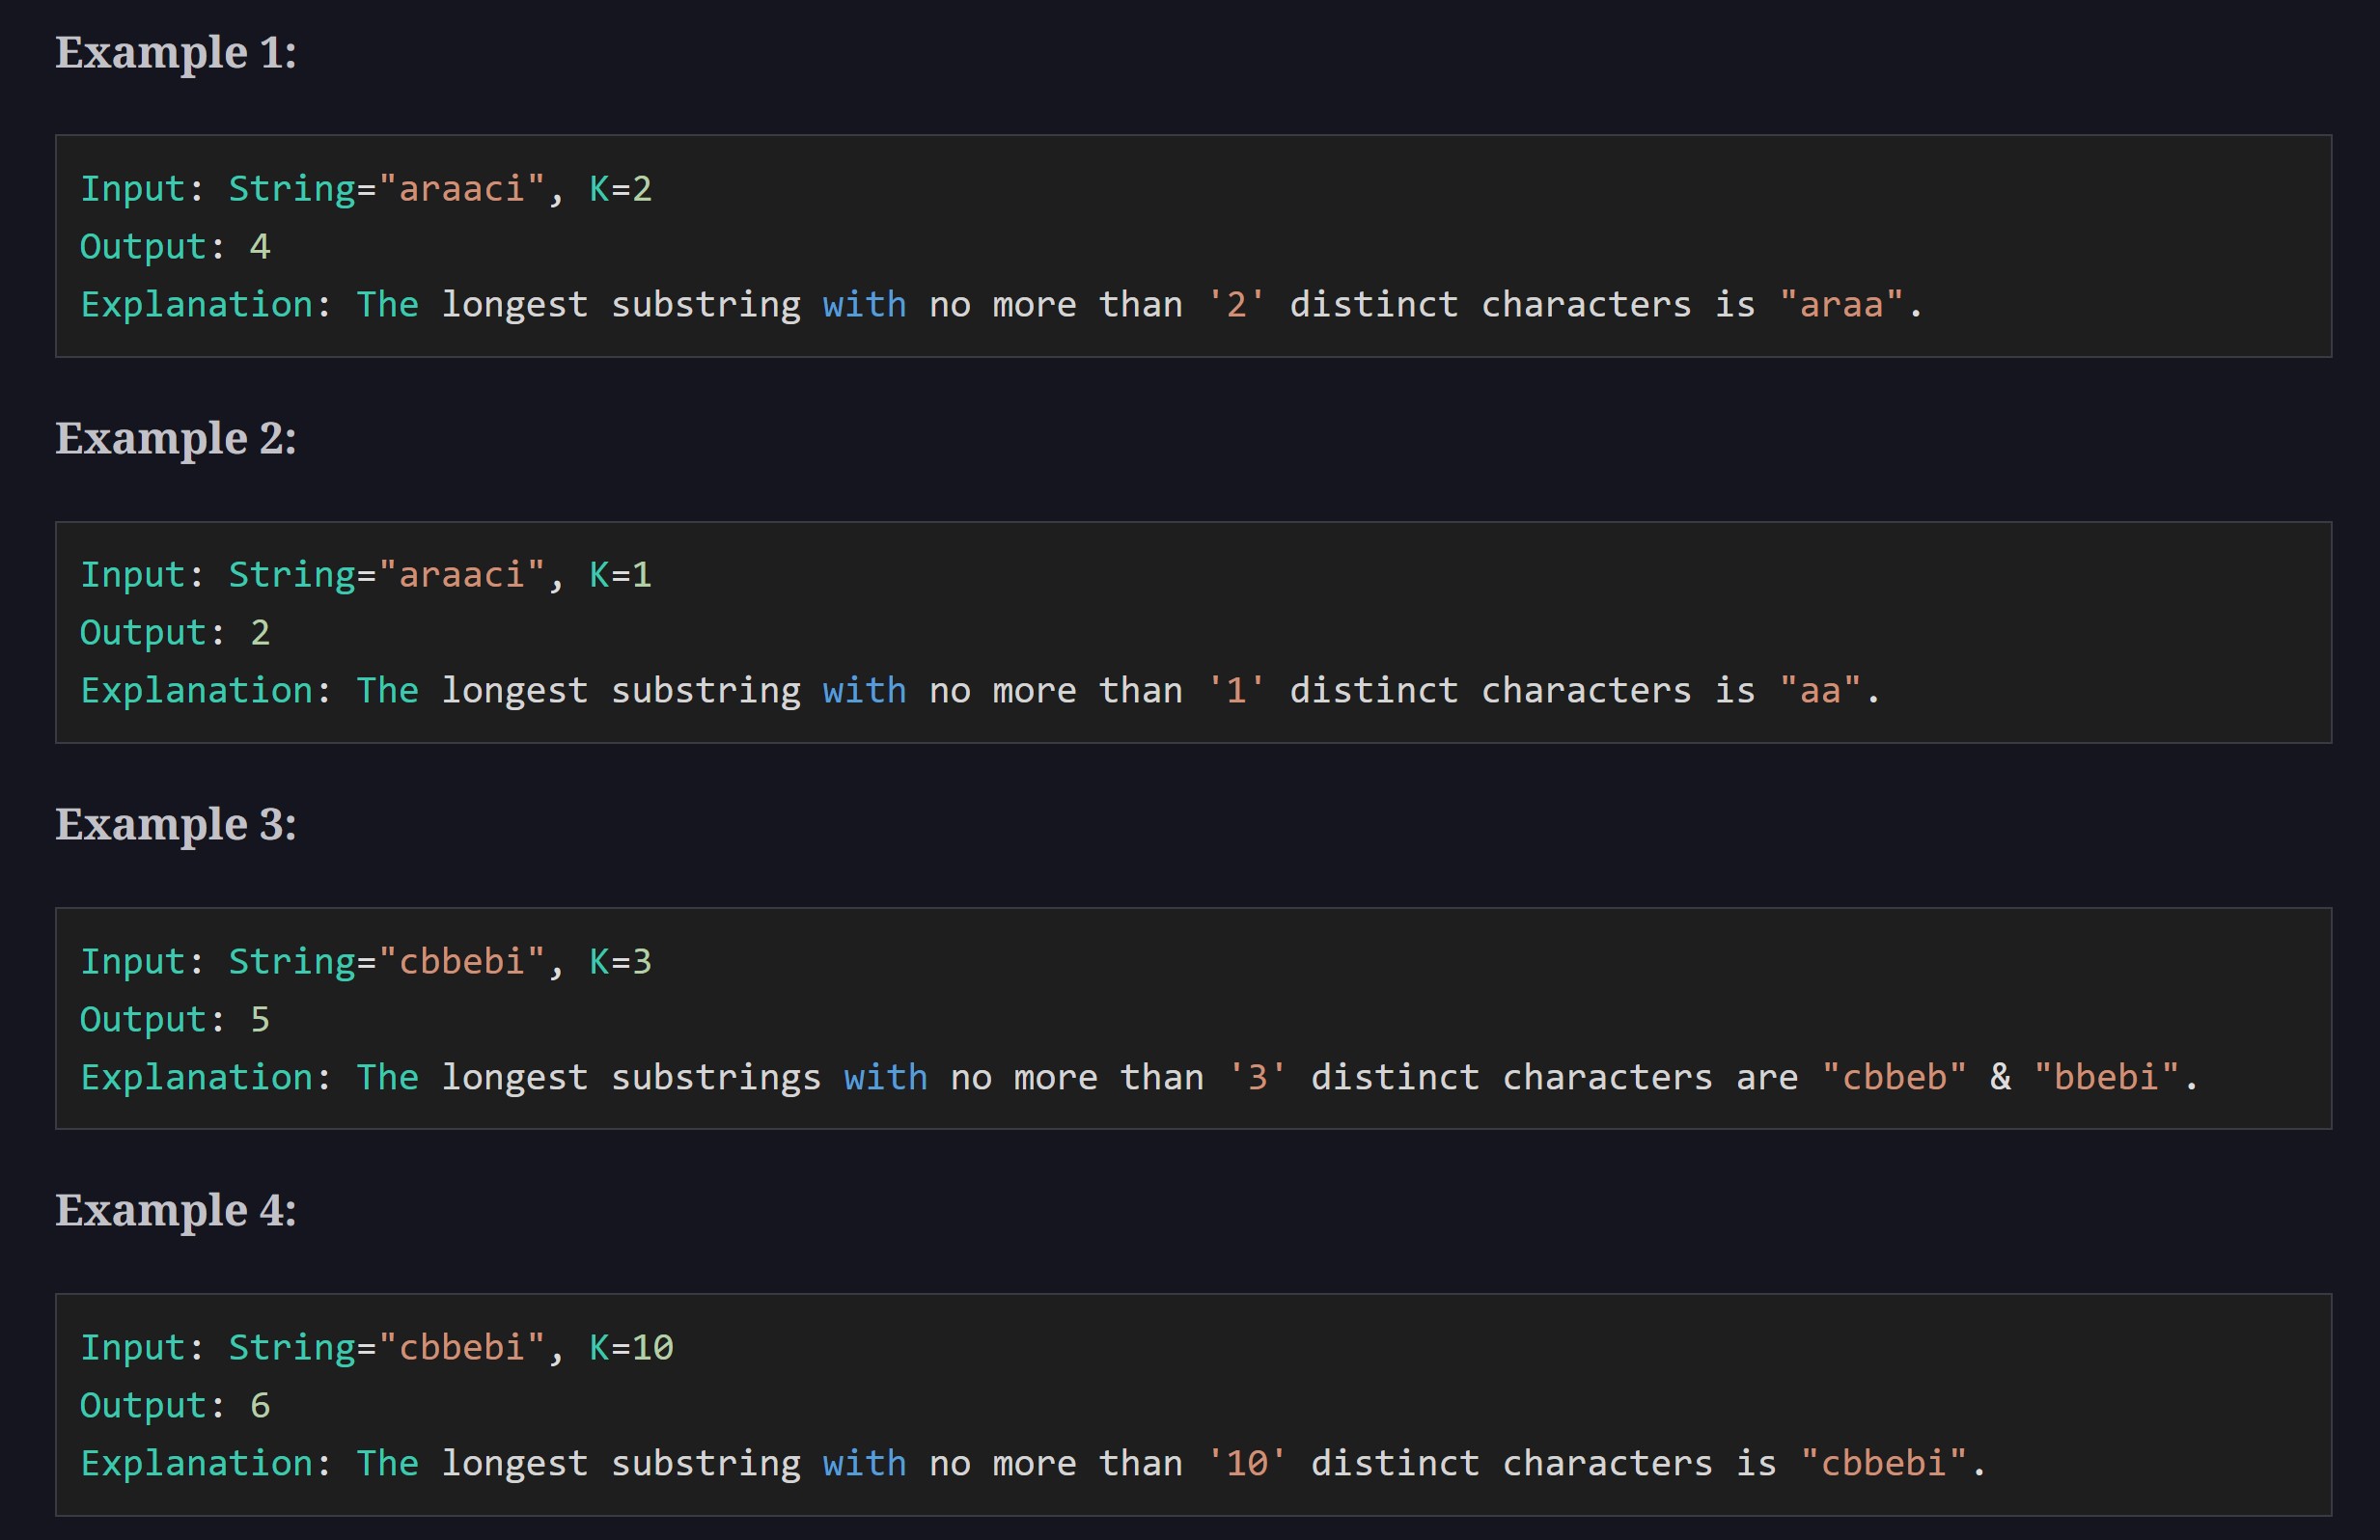 Example 1:
Input: String="araaci", K=2
Output: 4
Explanation: The longest substring with no more than '2' distinct characters is "araa".
Example 2:
Input: String="araaci", K=1
Output: 2
Explanation: The longest substring with no more than '1' distinct characters is "aa".
Example 3:
Input: String="cbbebi", K=3
Output: 5
Explanation: The longest substrings with no more than '3' distinct characters are "cbbeb" & "bbebi".
Example 4:
Input: String="cbbebi", K=10
Output: 6
Explanation: The longest substring with no more than '10' distinct characters is "cbbebi".